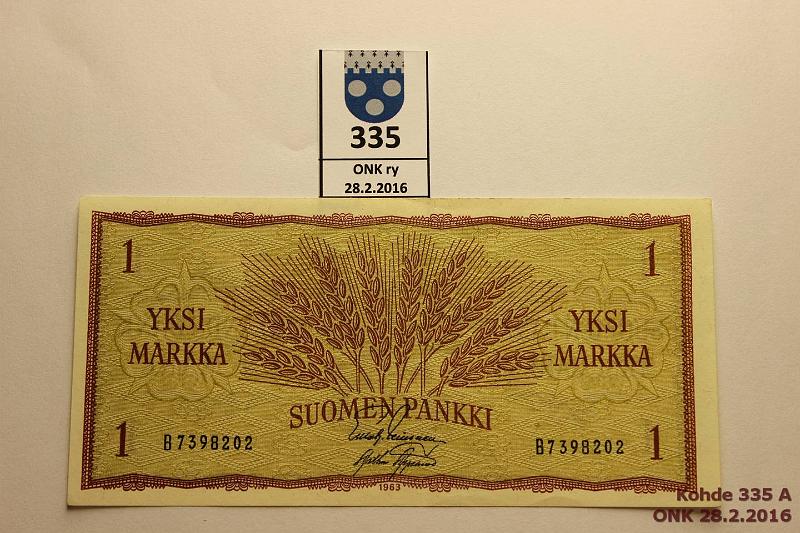 335
ONK ry
28.2.2016
1 1
YKSI YKSI
MARKKA MARKKA
SUOMEN PANKKI
1 B7398202 B7398202 1
1963
Kohde 335 A
ONK 28.2.2016